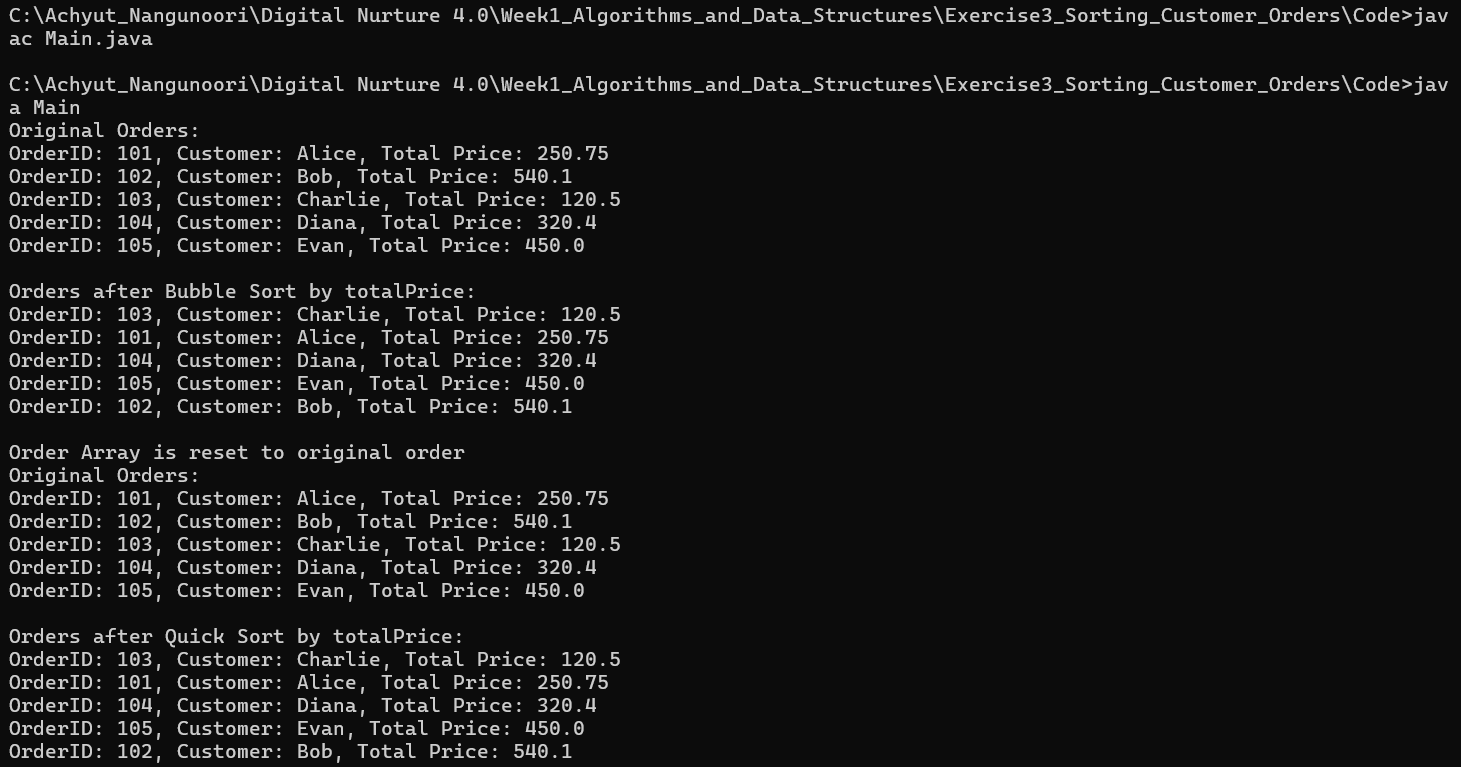 C:\Achyut_Nangunoori\Digital Nurture 4.0\Week1_Algorithms_and_Data_Structures\Exercise3_Sorting_Customer_Orders\Code>jav
ac Main.java
C:\Achyut_Nangunoori\Digital Nurture 4.0\Week1_Algorithms_and_Data_Structures\Exercise3_Sorting_Customer_Orders\Code>jav
a Main
Original Orders:
OrderID: 101, Customer: Alice, Total Price: 250.75
OrderID: 102, Customer: Bob, Total Price: 540.1
OrderID: 103, Customer: Charlie, Total Price: 120.5
OrderID: 104, Customer: Diana, Total Price: 320.4
OrderID: 105, Customer: Evan, Total Price: 450.0
Orders after Bubble Sort by totalPrice:
OrderID: 103, Customer: Charlie, Total Price: 120.5
OrderID: 101, Customer: Alice, Total Price: 250.75
OrderID: 104, Customer: Diana, Total Price: 320.4
OrderID: 105, Customer: Evan, Total Price: 450.0
OrderID: 102, Customer: Bob, Total Price: 540.1
Order Array is reset to original order
Original Orders:
OrderID: 101, Customer: Alice, Total Price: 250.75
OrderID: 102, Customer: Bob, Total Price: 540.1
OrderID: 103, Customer: Charlie, Total Price: 120.5
OrderID: 104, Customer: Diana, Total Price: 320.4
OrderID: 105, Customer: Evan, Total Price: 450.0
Orders after Quick Sort by totalPrice:
OrderID: 103, Customer: Charlie, Total Price: 120.5
OrderID: 101, Customer: Alice, Total Price: 250.75
OrderID: 104, Customer: Diana, Total Price: 320.4
OrderID: 105, Customer: Evan, Total Price: 450.0
OrderID: 102, Customer: Bob, Total Price: 540.1